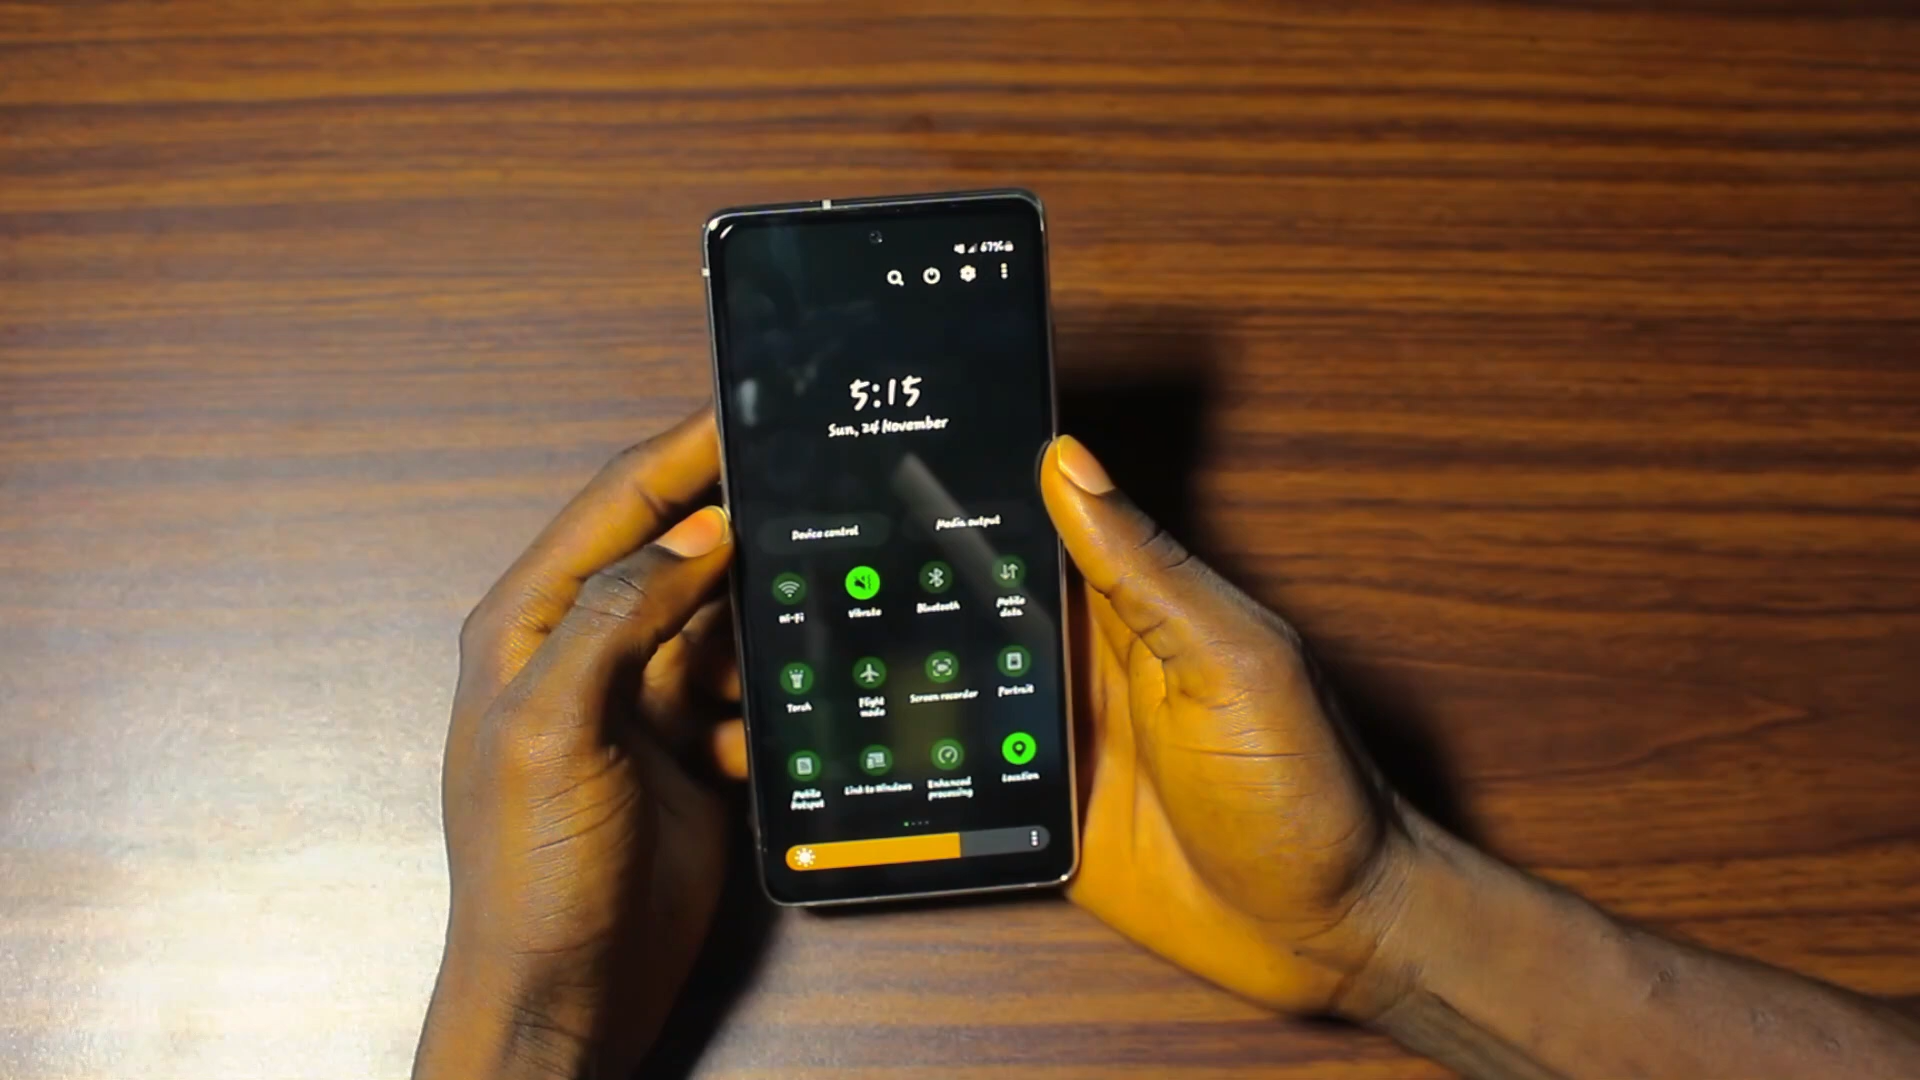 67%
5:15
Sun, 24 November
Device control
Media output
Wi-Fi
Vibrate
Bluetooth
Mobile
data
Torch
Flight
mode
Screen recorder
Portrait
Mobile
hotspot
Link to Windows
Enhanced
processing
Location